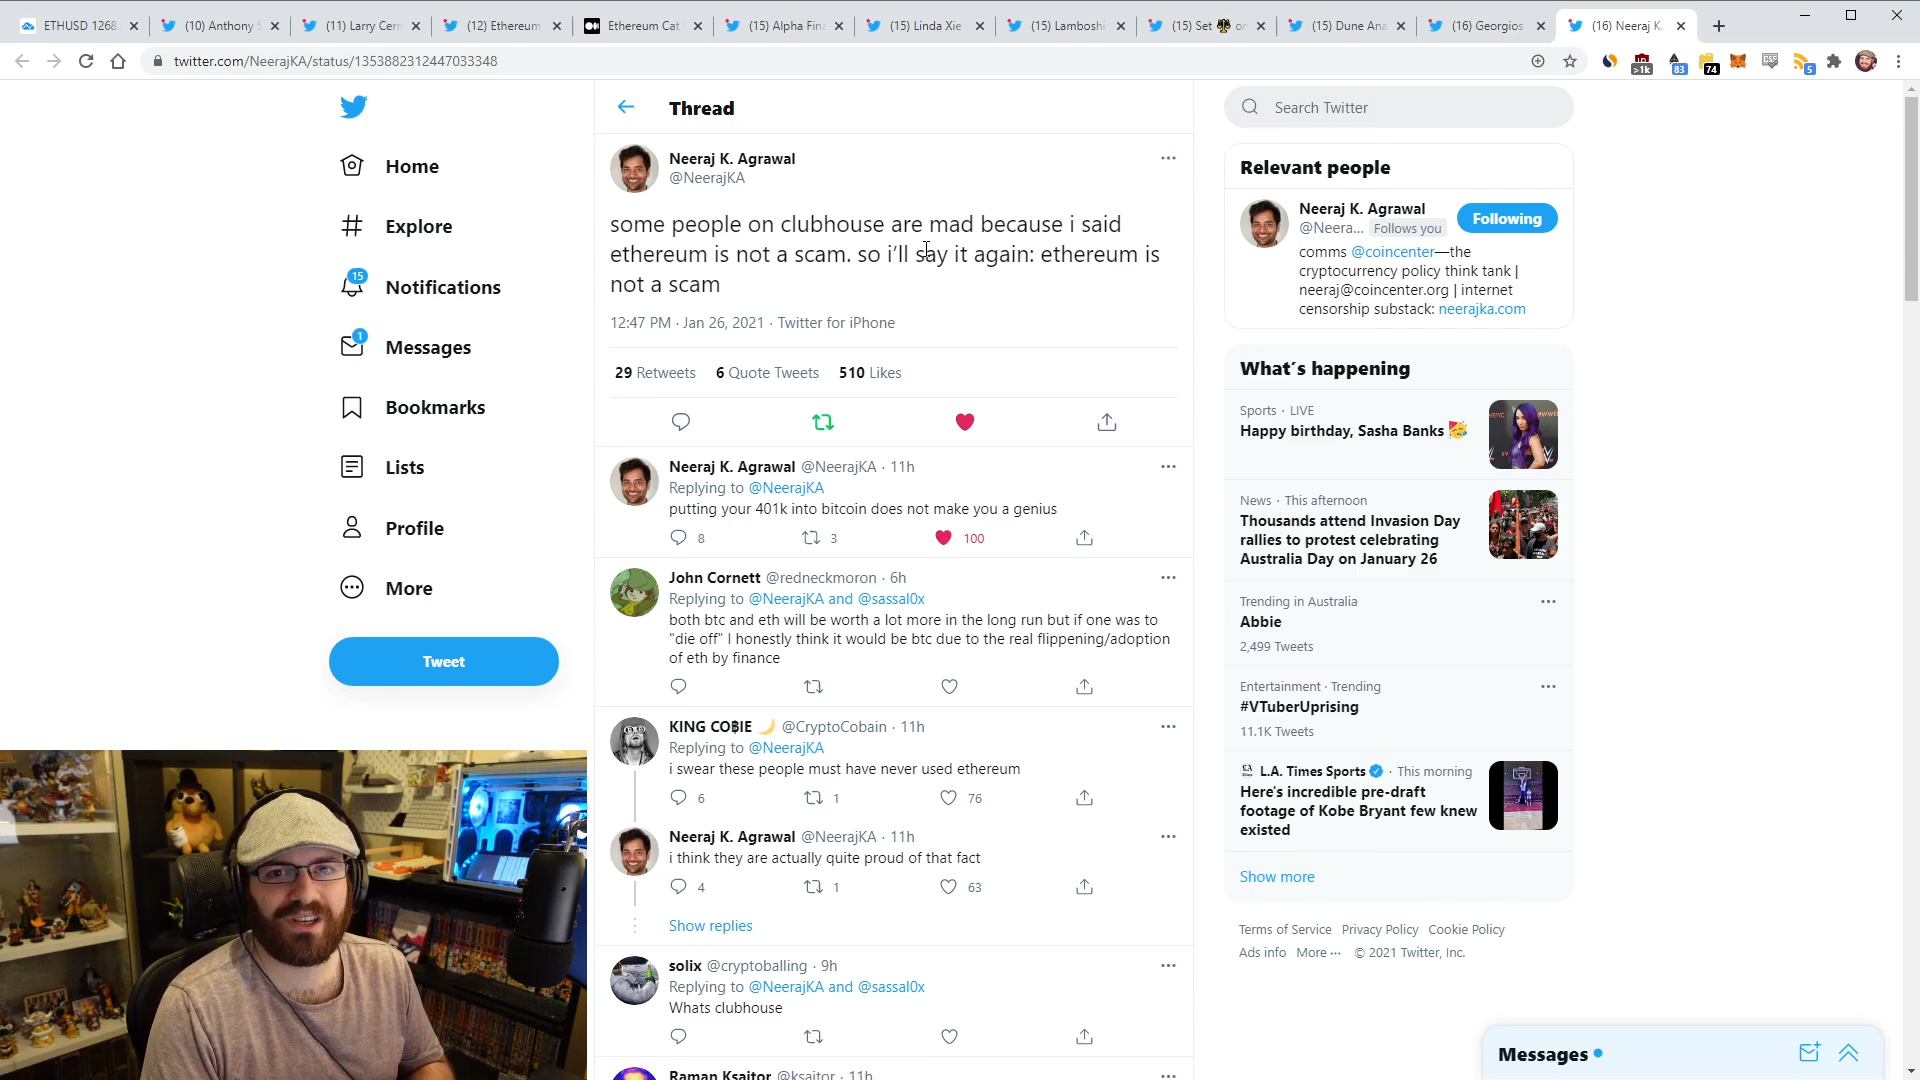 ETHUSD 1268.
(10) Anthony S
(11) Larry Cerm
(12) Ethereum
Ethereum Cat
(15) Alpha Fina
(15) Linda Xie
(15) Lamboshi
(15) Set on
(15) Dune Ana
(16) Georgios
(16) Neeraj K.
twitter.com/NeerajKA/status/1353882312447033348
>1k
83
74
5
Home
Explore
15
Notifications
1
Messages
Bookmarks
Lists
Profile
More
Tweet
Thread
Neeraj K. Agrawal
@NeerajKA
some people on clubhouse are mad because i said
ethereum is not a scam. so i'll say it again: ethereum is
not a scam
12:47 PM · Jan 26, 2021 · Twitter for iPhone
29 Retweets 6 Quote Tweets 510 Likes
Neeraj K. Agrawal @NeerajKA · 11h
Replying to @NeerajKA
putting your 401k into bitcoin does not make you a genius
8 3 100
John Cornett @redneckmoron · 6h
Replying to @NeerajKA and @sassal0x
both btc and eth will be worth a lot more in the long run but if one was to
"die off" I honestly think it would be btc due to the real flippening/adoption
of eth by finance
KING CO฿IE 🌙 @CryptoCobain · 11h
Replying to @NeerajKA
i swear these people must have never used ethereum
6 1 76
Neeraj K. Agrawal @NeerajKA · 11h
i think they are actually quite proud of that fact
4 1 63
Show replies
solix @cryptoballing · 9h
Replying to @NeerajKA and @sassal0x
Whats clubhouse
Raman Ksaitor @ksaitor · 11h
Search Twitter
Relevant people
Neeraj K. Agrawal
@Neera... Follows you
Following
comms @coincenter—the
cryptocurrency policy think tank |
neeraj@coincenter.org | internet
censorship substack: neerajka.com
What's happening
Sports · LIVE
Happy birthday, Sasha Banks 🥳
News · This afternoon
Thousands attend Invasion Day
rallies to protest celebrating
Australia Day on January 26
Trending in Australia
Abbie
2,499 Tweets
Entertainment · Trending
#VTuberUprising
11.1K Tweets
L.A. Times Sports · This morning
Here's incredible pre-draft
footage of Kobe Bryant few knew
existed
Show more
Terms of Service Privacy Policy Cookie Policy
Ads info More ··· © 2021 Twitter, Inc.
Messages